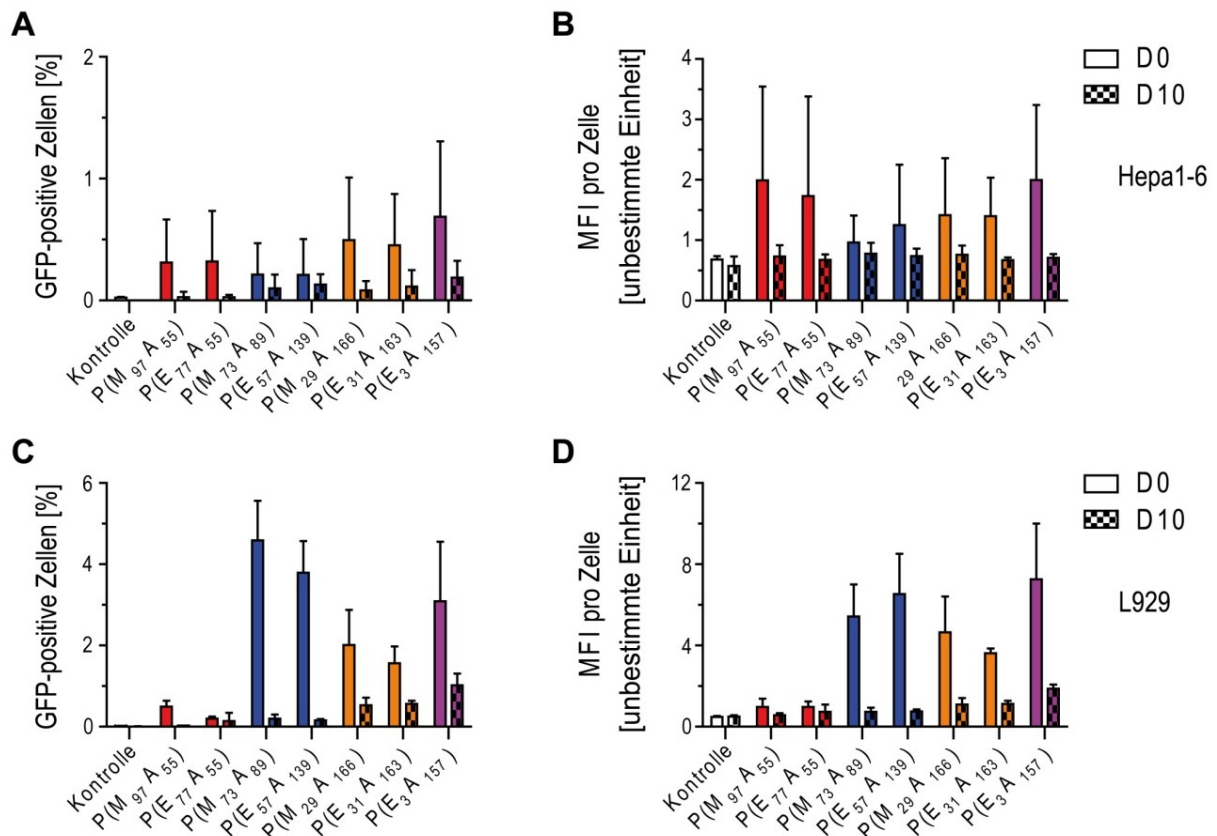 A
GFP-positive Zellen [%]
2
1
0
Kontrolle
P(M 97 A 55)
P(E 77 A 55)
P(M 73 A 89)
P(E 57 A 139)
P(M 29 A 166)
P(E 31 A 163)
P(E 3 A 157)
B
MFI pro Zelle
[unbestimmte Einheit]
4
3
2
1
0
Kontrolle
P(M 97 A 55)
P(E 77 A 55)
P(M 73 A 89)
P(E 57 A 139)
29 A 166)
P(E 31 A 163)
P(E 3 A 157)
D0
D10
Hepa1-6
C
GFP-positive Zellen [%]
6
4
2
0
Kontrolle
P(M 97 A 55)
P(E 77 A 55)
P(M 73 A 89)
P(E 57 A 139)
P(M 29 A 166)
P(E 31 A 163)
P(E 3 A 157)
D
MFI pro Zelle
[unbestimmte Einheit]
12
8
4
0
Kontrolle
P(M 97 A 55)
P(E 77 A 55)
P(M 73 A 89)
P(E 57 A 139)
P(M 29 A 166)
P(E 31 A 163)
P(E 3 A 157)
D0
D10
L929